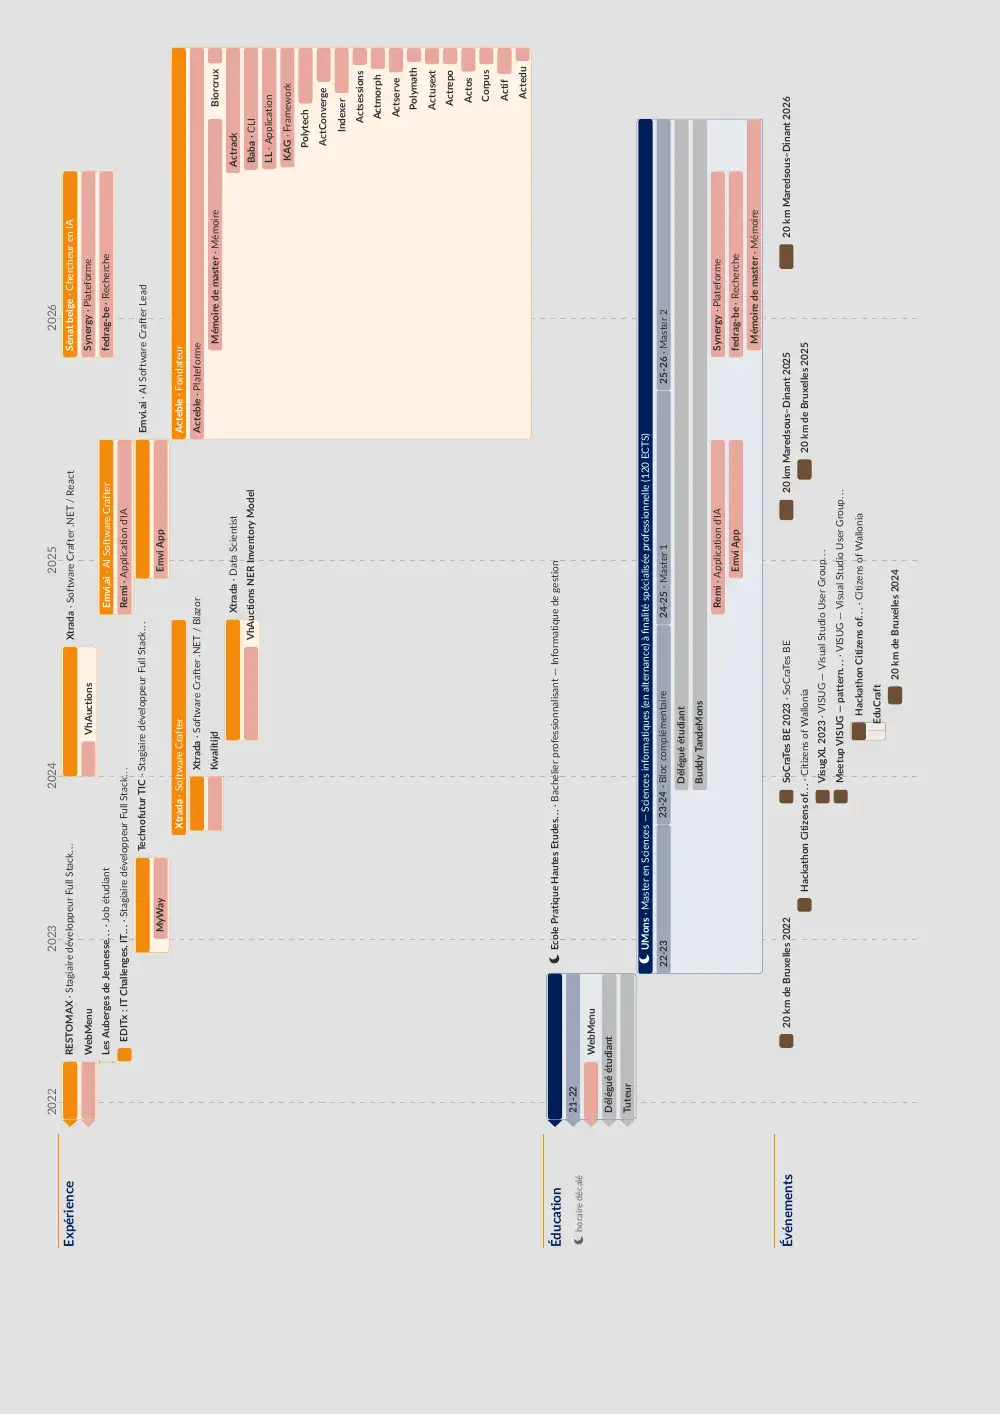 2022
2023
2024
2025
2026
Expérience
RESTOMAX · Stagiaire développeur Full Stack…
VhAuctions
Xtrada · Software Crafter .NET / React
Sénat belge · Chercheur en IA
WebMenu
Synergy · Plateforme
Les Auberges de Jeunesse… · Job étudiant
Emvi.ai · AI Software Crafter
fedrag-be · Recherche
EDITx : IT Challenges, IT… · Stagiaire développeur Full Stack…
Remi · Application d'IA
Technofutur TIC · Stagiaire développeur Full Stack…
Emvi.ai · AI Software Crafter Lead
MyWay
Emvi App
Xtrada · Software Crafter
Acteble · Fondateur
Xtrada · Software Crafter .NET / Blazor
Acteble · Plateforme
Kwalitijd
Mémoire de master · Mémoire
Biorcrux
Xtrada · Data Scientist
Actrack
VhAuctions NER Inventory Model
Baba · CLI
LL · Application
KAG · Framework
Polytech
ActConverge
Indexer
Actsessions
Actmorph
Actserve
Polymath
Actusext
Actrepo
Actos
Corpus
Actif
Actedu
Éducation
Ecole Pratique Hautes Etudes… · Bachelier professionnalisant — Informatique de gestion
horaire décalé
21-22
WebMenu
Délégué étudiant
Tuteur
UMons · Master en Sciences — Sciences informatiques (en alternance) à finalité spécialisée professionnelle (120 ECTS)
22-23
23-24 · Bloc complémentaire
24-25 · Master 1
25-26 · Master 2
Délégué étudiant
Buddy TandeMons
Remi · Application d'IA
Synergy · Plateforme
Emvi App
fedrag-be · Recherche
Mémoire de master · Mémoire
Événements
20 km de Bruxelles 2022
SoCraTes BE 2023 · SoCraTes BE
20 km Maredsous–Dinant 2025
20 km Maredsous–Dinant 2026
Hackathon Citizens of… · Citizens of Wallonia
20 km de Bruxelles 2025
VisugXL 2023 · VISUG — Visual Studio User Group…
Meetup VISUG — pattern… · VISUG — Visual Studio User Group…
Hackathon Citizens of… · Citizens of Wallonia
EduCraft
20 km de Bruxelles 2024